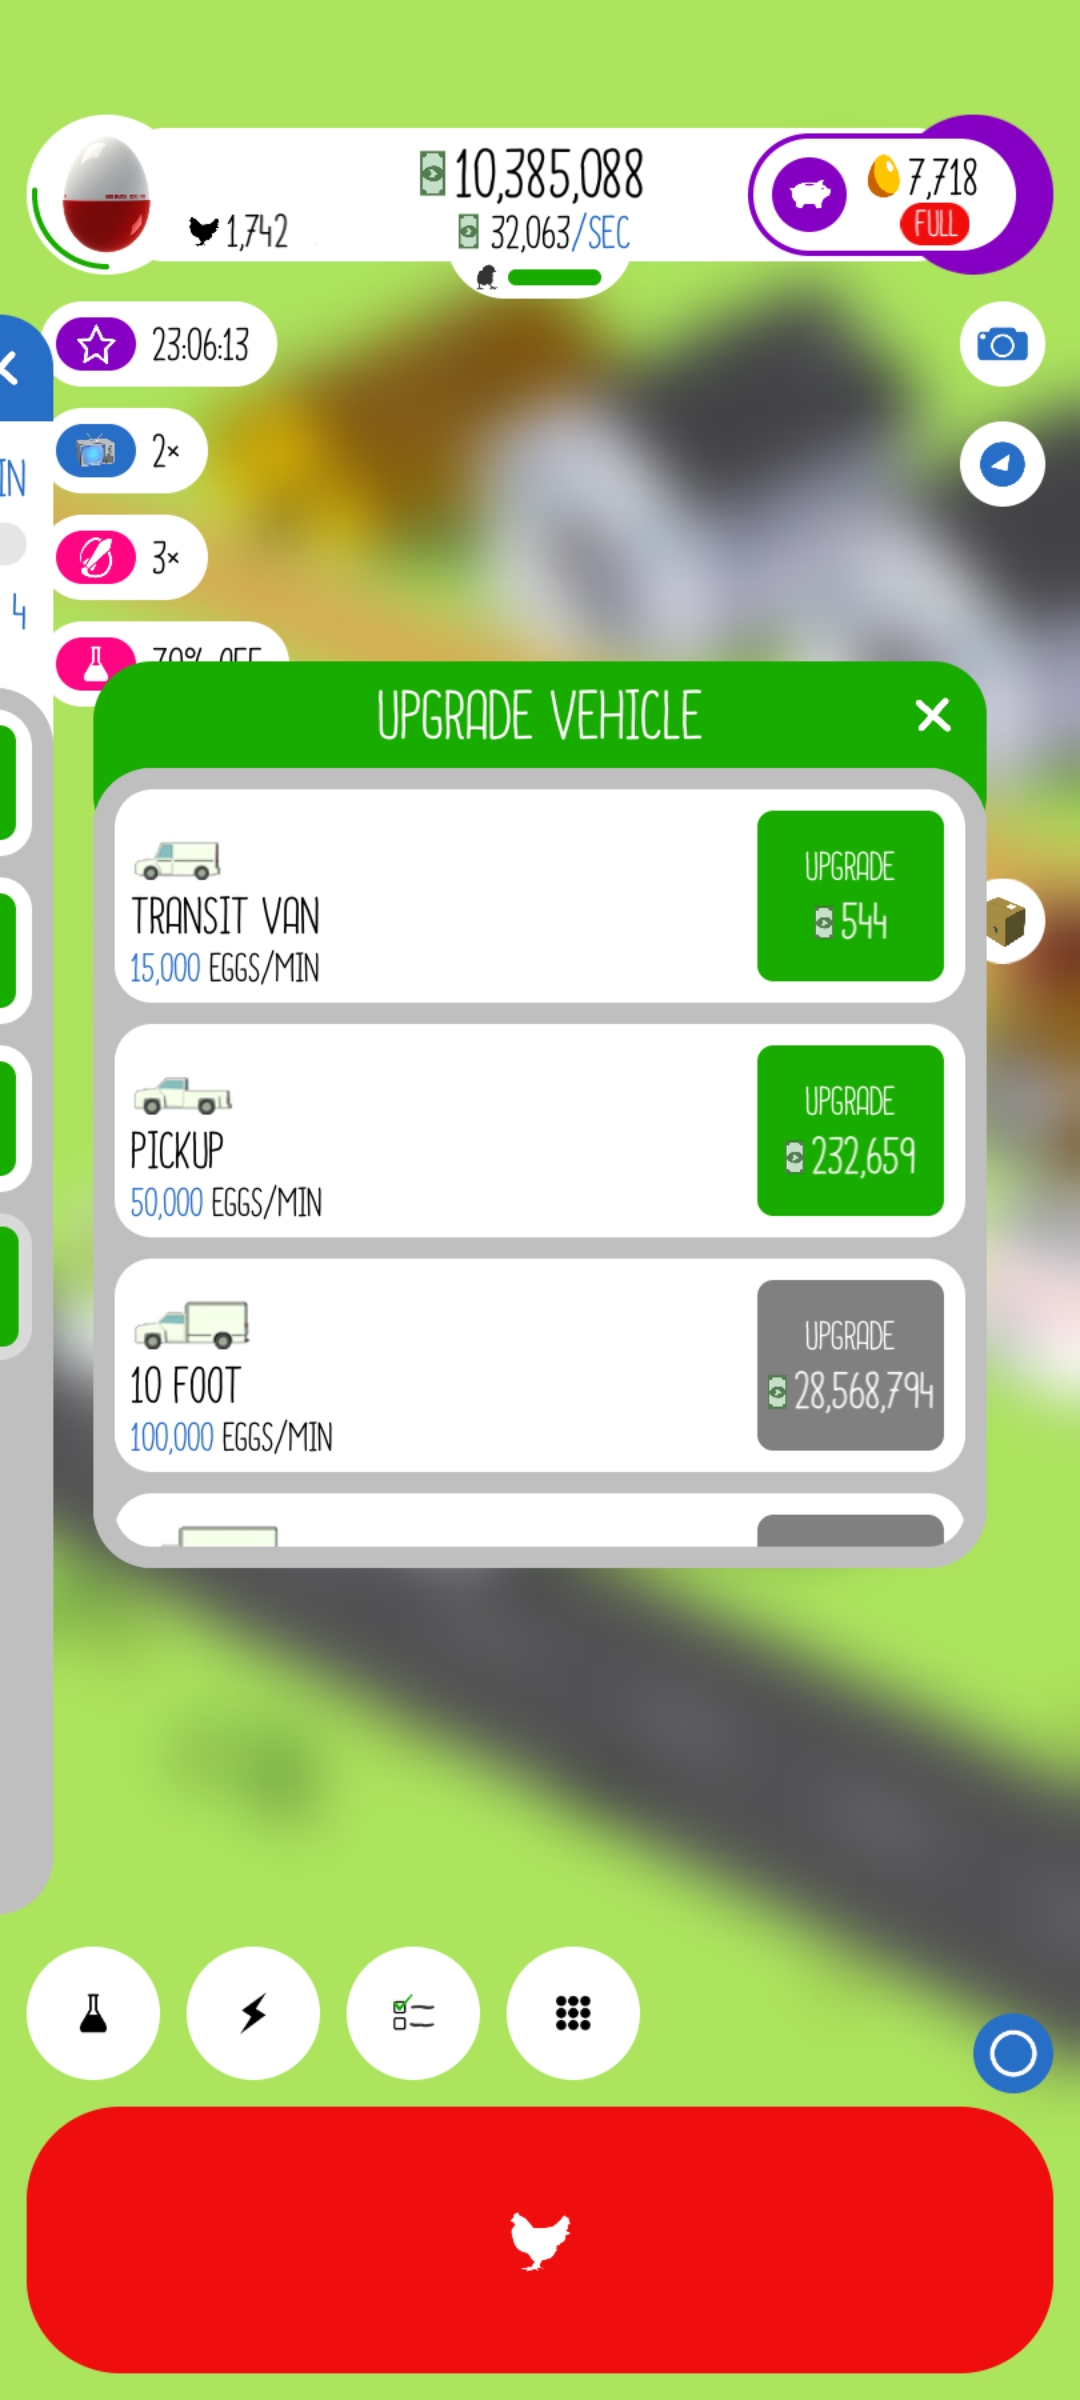 10,385,088
1,742
32,063/SEC
7,718
FULL
23:06:13
2×
IN
3×
4
70% OFF
UPGRADE VEHICLE
TRANSIT VAN
15,000 EGGS/MIN
UPGRADE
544
PICKUP
50,000 EGGS/MIN
UPGRADE
232,659
10 FOOT
100,000 EGGS/MIN
UPGRADE
28,568,794